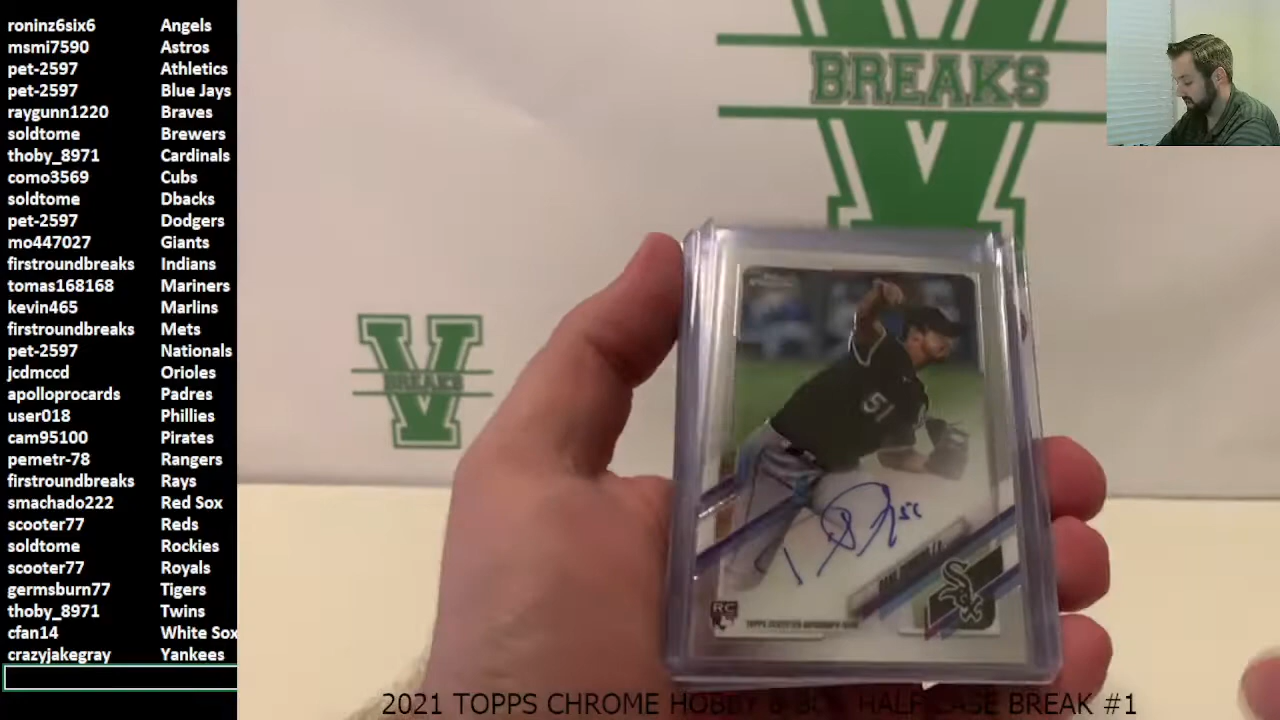 roninz6six6 Angels
msmi7590 Astros
pet-2597 Athletics
pet-2597 Blue Jays
raygunn1220 Braves
soldtome Brewers
thoby_8971 Cardinals
como3569 Cubs
soldtome Dbacks
pet-2597 Dodgers
mo447027 Giants
firstroundbreaks Indians
tomas168168 Mariners
kevin465 Marlins
firstroundbreaks Mets
pet-2597 Nationals
jcdmccd Orioles
apolloprocards Padres
user018 Phillies
cam95100 Pirates
pemetr-78 Rangers
firstroundbreaks Rays
smachado222 Red Sox
scooter77 Reds
soldtome Rockies
scooter77 Royals
germsburn77 Tigers
thoby_8971 Twins
cfan14 White Sox
crazyjakegray Yankees
V
BREAKS
V
BREAKS
51
RC
TOPPS CERTIFIED AUTOGRAPH
Sox
2021 TOPPS CHROME HOBBY HALF CASE BREAK #1